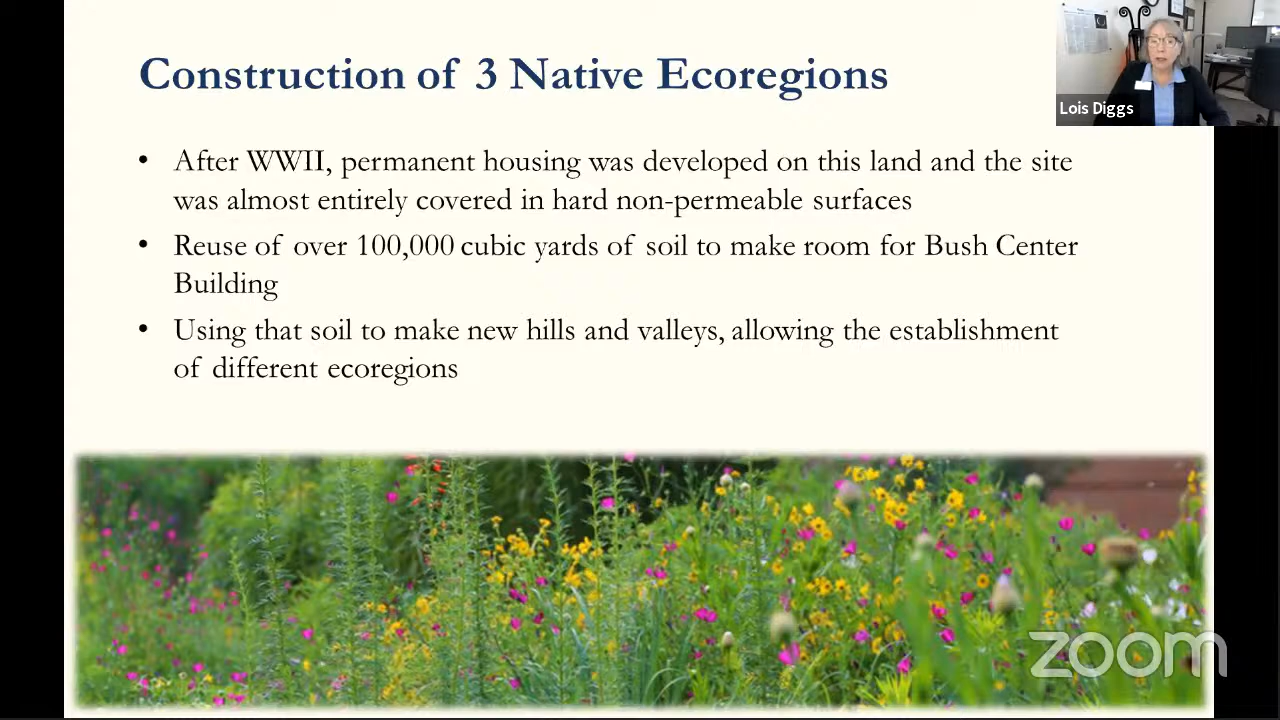 Construction of 3 Native Ecoregions
Lois Diggs
• After WWII, permanent housing was developed on this land and the site
was almost entirely covered in hard non-permeable surfaces
• Reuse of over 100,000 cubic yards of soil to make room for Bush Center
Building
• Using that soil to make new hills and valleys, allowing the establishment
of different ecoregions
zoom